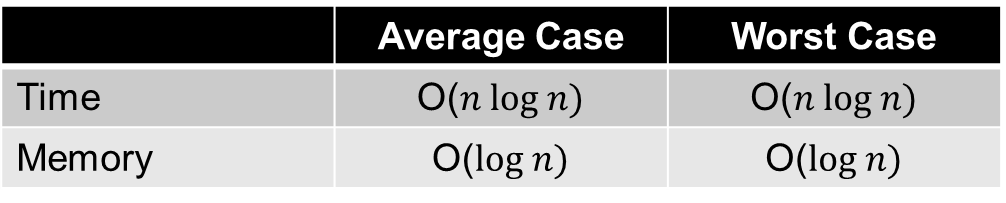 Average Case Worst Case
Time O(n log n) O(n log n)
Memory O(log n) O(log n)